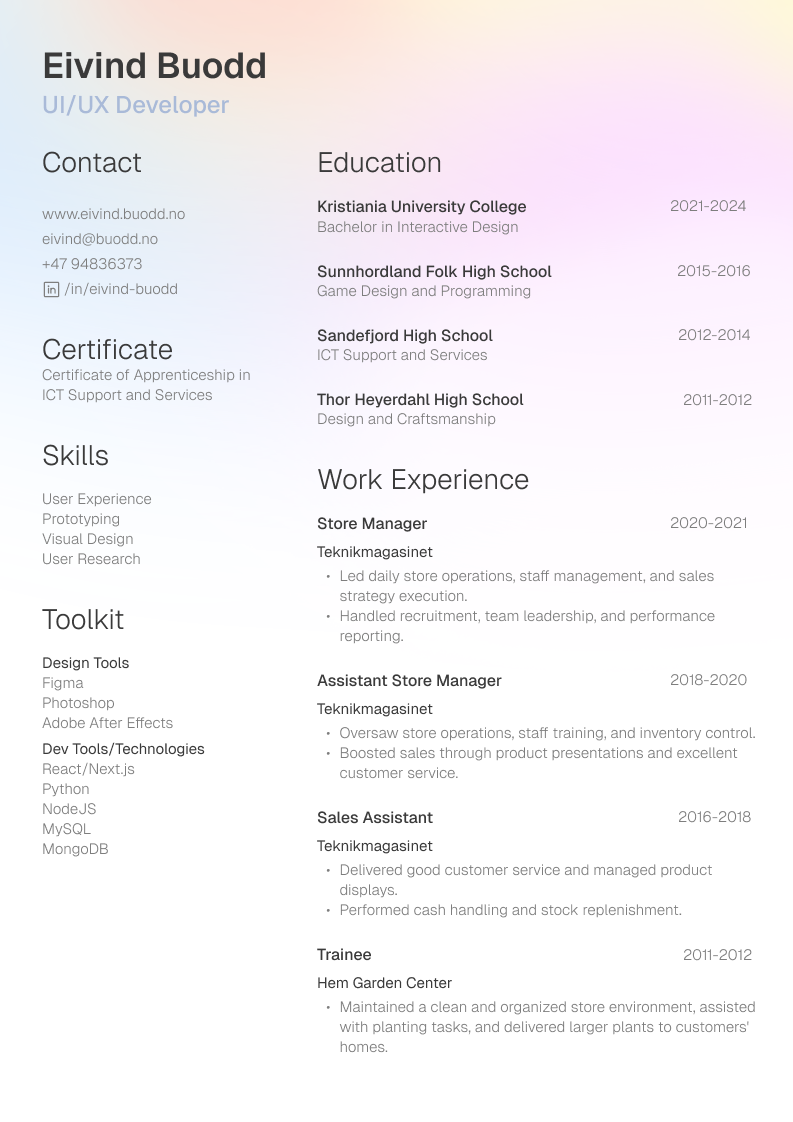 Eivind Buodd
UI/UX Developer
Contact
www.eivind.buodd.no
eivind@buodd.no
+47 94836373
in /in/eivind-buodd
Certificate
Certificate of Apprenticeship in
ICT Support and Services
Skills
User Experience
Prototyping
Visual Design
User Research
Toolkit
Design Tools
Figma
Photoshop
Adobe After Effects
Dev Tools/Technologies
React/Next.js
Python
NodeJS
MySQL
MongoDB
Education
Kristiania University College 2021-2024
Bachelor in Interactive Design
Sunnhordland Folk High School 2015-2016
Game Design and Programming
Sandefjord High School 2012-2014
ICT Support and Services
Thor Heyerdahl High School 2011-2012
Design and Craftsmanship
Work Experience
Store Manager 2020-2021
Teknikmagasinet
• Led daily store operations, staff management, and sales
strategy execution.
• Handled recruitment, team leadership, and performance
reporting.
Assistant Store Manager 2018-2020
Teknikmagasinet
• Oversaw store operations, staff training, and inventory control.
• Boosted sales through product presentations and excellent
customer service.
Sales Assistant 2016-2018
Teknikmagasinet
• Delivered good customer service and managed product
displays.
• Performed cash handling and stock replenishment.
Trainee 2011-2012
Hem Garden Center
• Maintained a clean and organized store environment, assisted
with planting tasks, and delivered larger plants to customers'
homes.